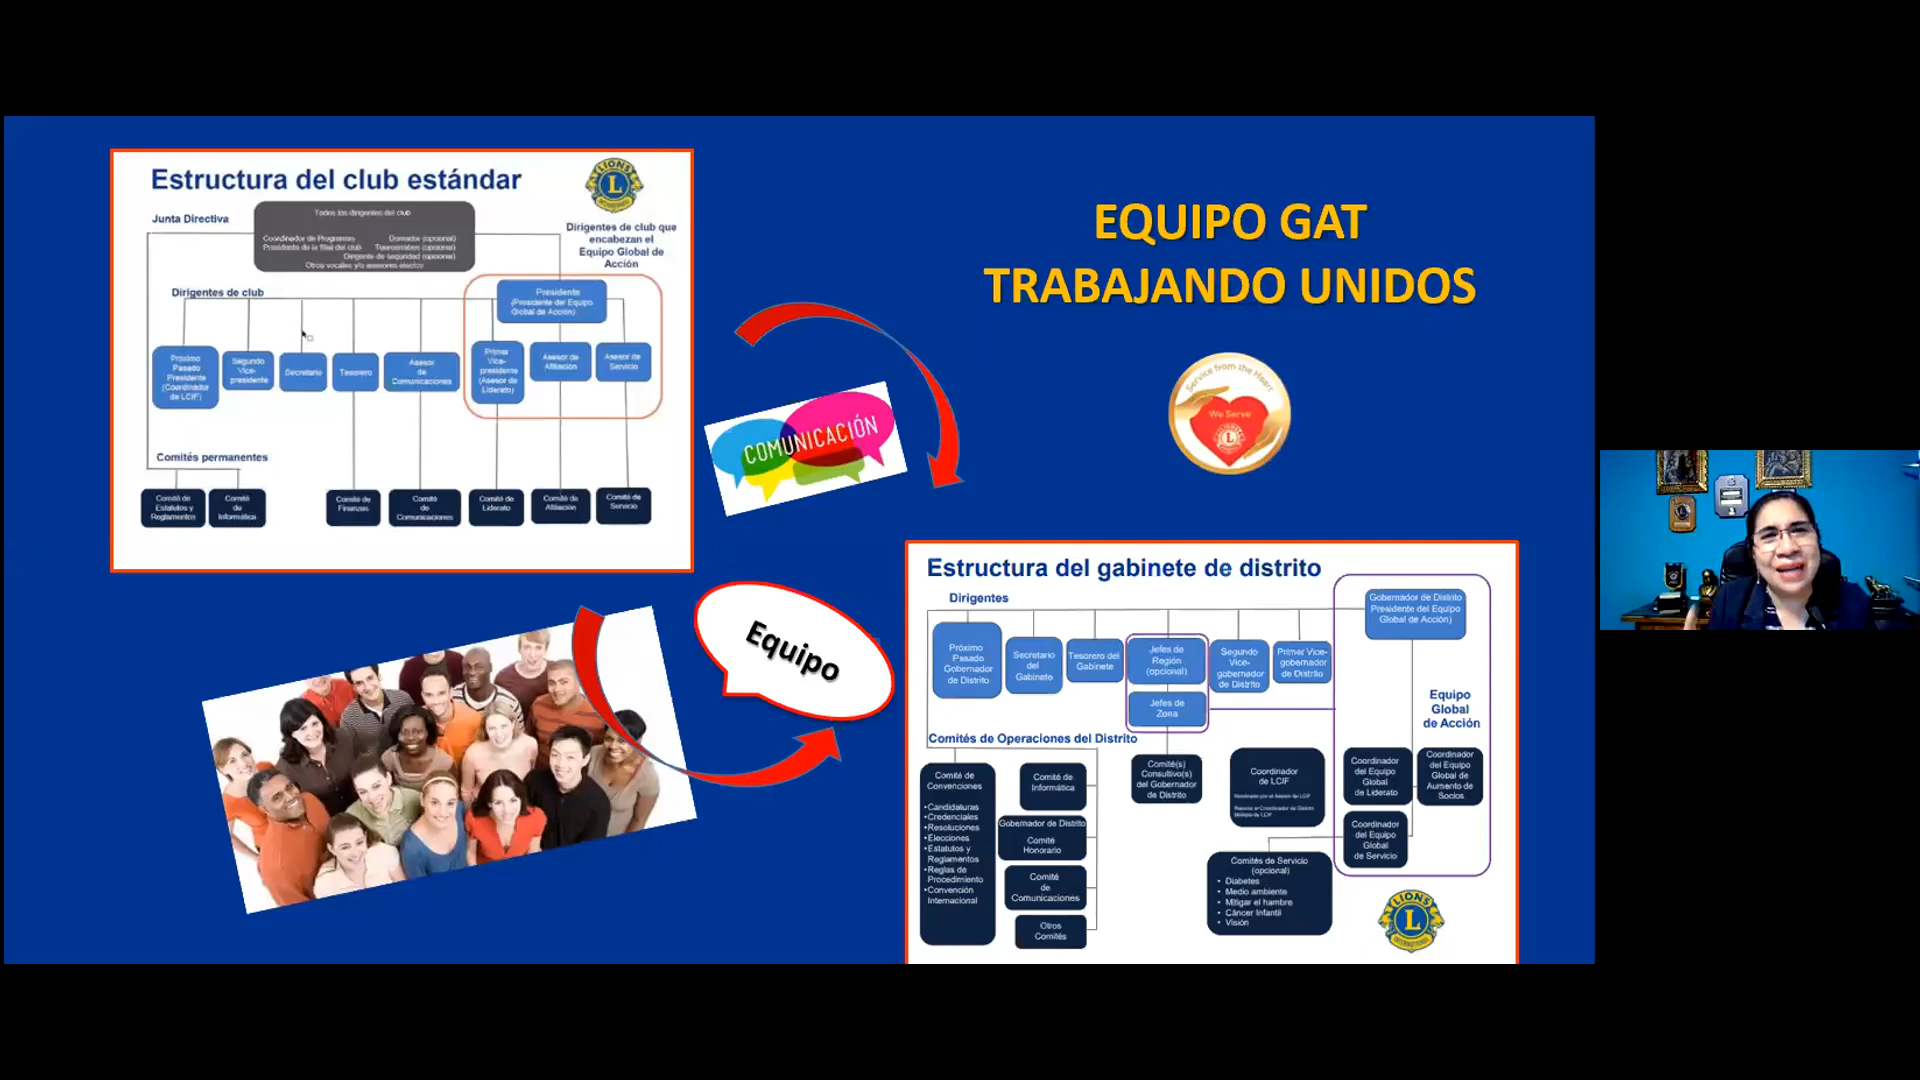 Estructura del club estándar
LIONS
L
INTERNATIONAL
Junta Directiva
Todos los dirigentes del club
Coordinador de Programas
Domador (opcional)
Presidente de la filial del club
Tuercerrabos (opcional)
Dirigente de seguridad (opcional)
Otros vocales y/o asesores electos
Dirigentes de club que
encabezan el
Equipo Global de
Acción
Dirigentes de club
Presidente
(Presidente del Equipo
Global de Acción)
Próximo
Pasado
Presidente
(Coordinador
de LCIF)
Segundo
Vice-
presidente
Secretario
Tesorero
Asesor
de
Comunicaciones
Primer
Vice-
presidente
(Asesor de
Liderato)
Asesor de
Afiliación
Asesor de
Servicio
Comités permanentes
Comité de
Estatutos y
Reglamentos
Comité
de
Informática
Comité de
Finanzas
Comité
de
Comunicaciones
Comité de
Liderato
Comité de
Afiliación
Comité de
Servicio
EQUIPO GAT
TRABAJANDO UNIDOS
Service from the Heart
We Serve
COMUNICACIÓN
Equipo
Estructura del gabinete de distrito
Dirigentes
Gobernador de Distrito
Presidente del Equipo
Global de Acción)
Próximo
Pasado
Gobernador
de Distrito
Secretario
del
Gabinete
Tesorero del
Gabinete
Jefes de
Región
(opcional)
Jefes de
Zona
Segundo
Vice-
gobernador
de Distrito
Primer Vice-
gobernador
de Distrito
Equipo
Global
de Acción
Comités de Operaciones del Distrito
Comité de
Convenciones
•Candidaturas
•Credenciales
•Resoluciones
•Elecciones
•Estatutos y
Reglamentos
•Reglas de
Procedimiento
•Convención
Internacional
Comité de
Informática
Gobernador de Distrito
Comité
Honorario
Comité
de
Comunicaciones
Otros
Comités
Comité(s)
Consultivo(s)
del Gobernador
de Distrito
Coordinador
de LCIF
Coordinador
del Equipo
Global
de Liderato
Coordinador
del Equipo
Global de
Aumento de
Socios
Coordinador
del Equipo
Global
de Servicio
Comités de Servicio
(opcional)
• Diabetes
• Medio ambiente
• Mitigar el hambre
• Cáncer Infantil
• Visión
LIONS
L
INTERNATIONAL